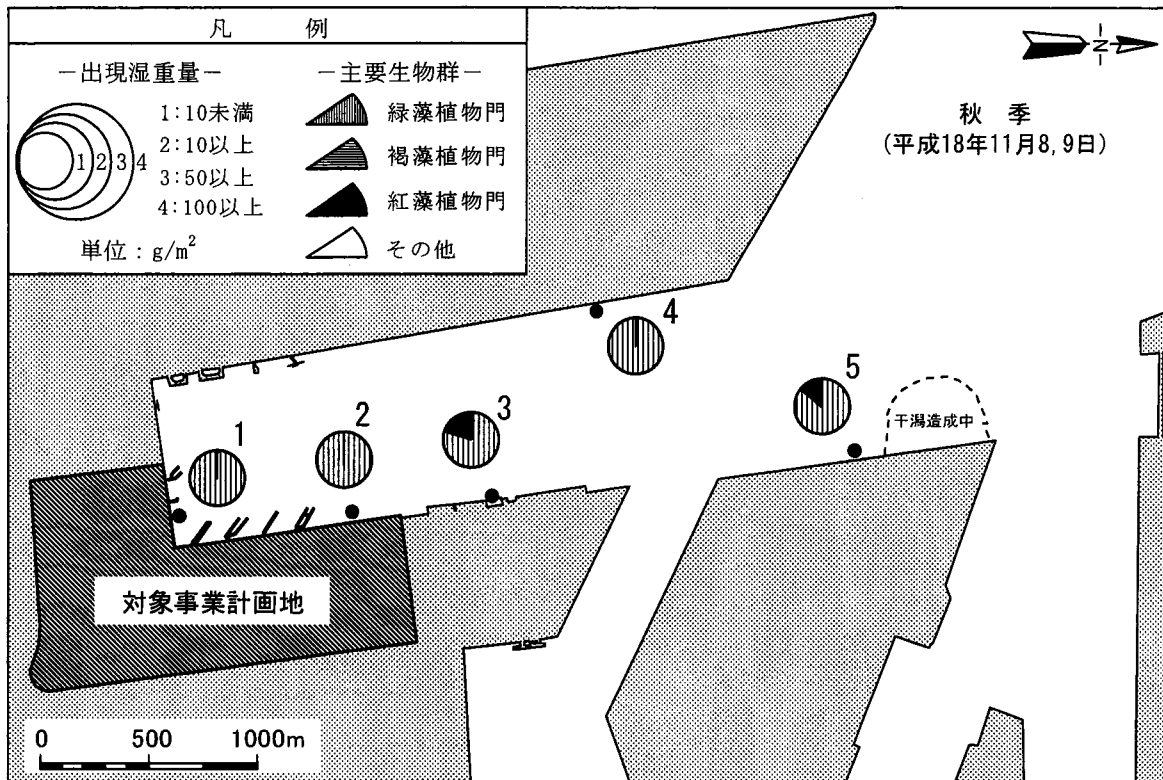 凡 例
－出現湿重量－
1 2 3 4
1:10未満
2:10以上
3:50以上
4:100以上
単位：g/m²
－主要生物群－
緑藻植物門
褐藻植物門
紅藻植物門
その他
N
秋 季
(平成18年11月8,9日)
4
5
3
2
1
干潟造成中
対象事業計画地
0 500 1000m